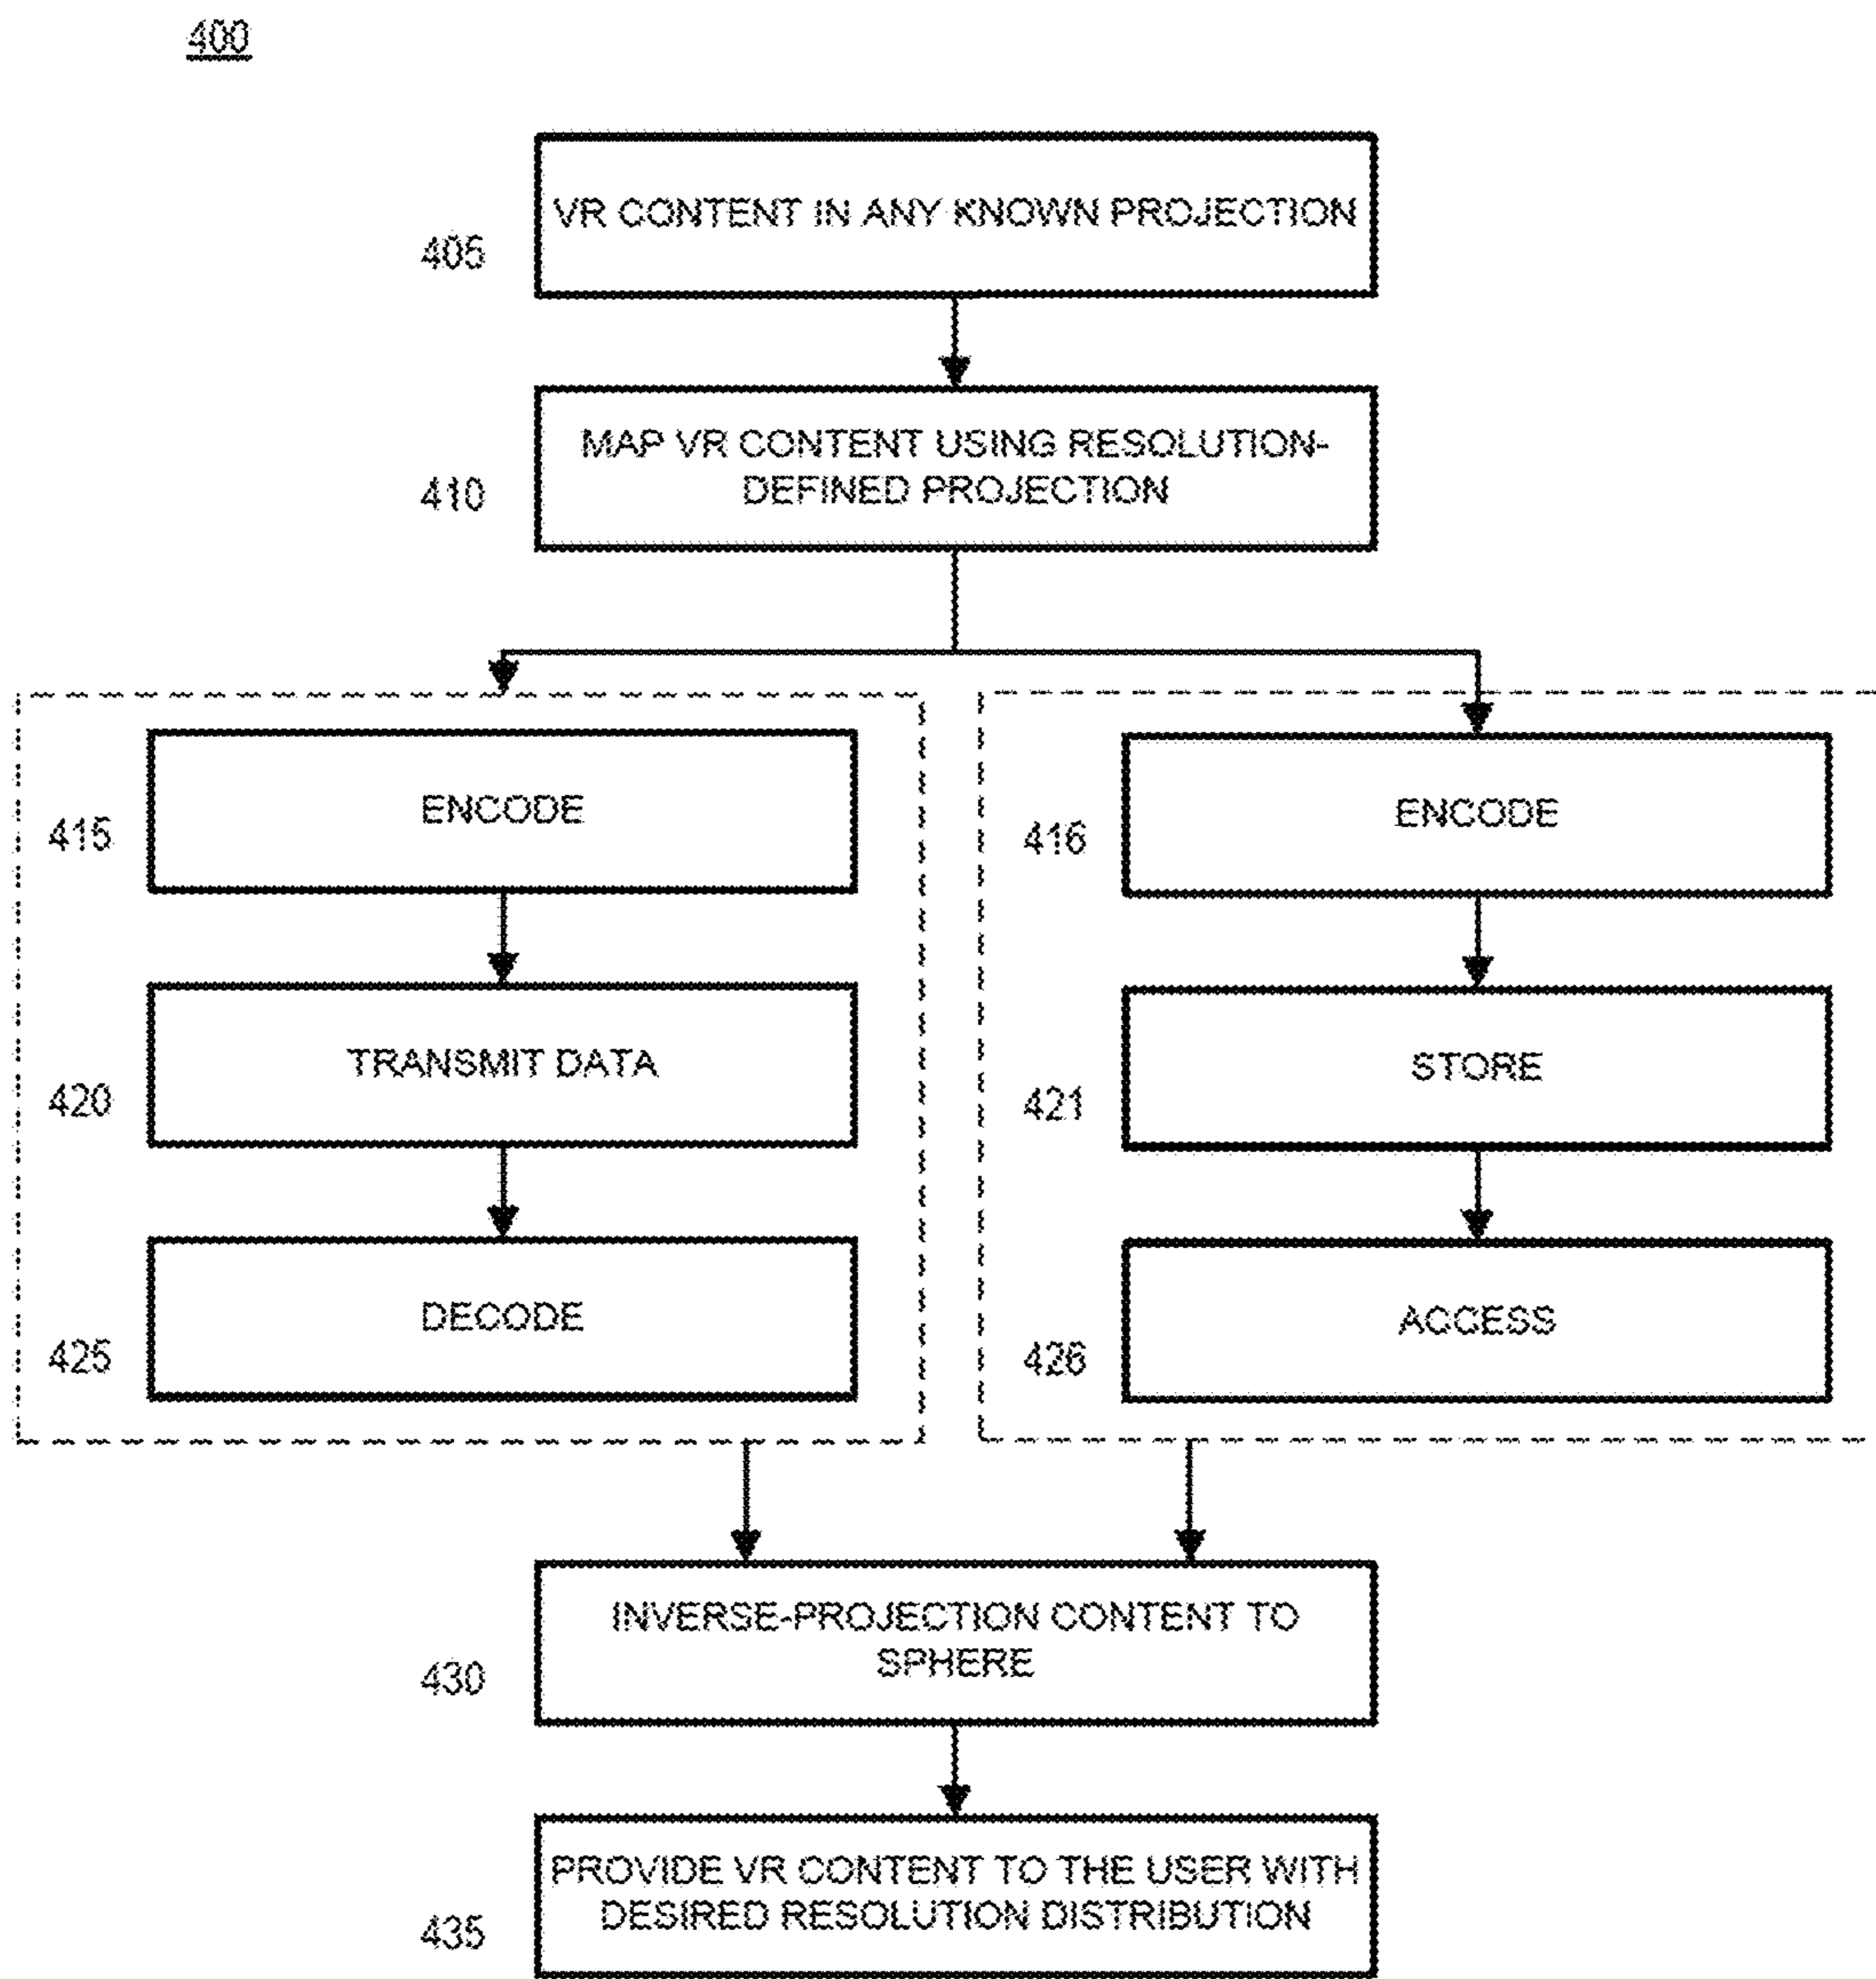 400
VR CONTENT IN ANY KNOWN PROJECTION
405
MAP VR CONTENT USING RESOLUTION-
DEFINED PROJECTION
410
ENCODE
415
ENCODE
416
TRANSMIT DATA
420
STORE
421
DECODE
425
ACCESS
426
INVERSE-PROJECTION CONTENT TO
SPHERE
430
PROVIDE VR CONTENT TO THE USER WITH
DESIRED RESOLUTION DISTRIBUTION
435